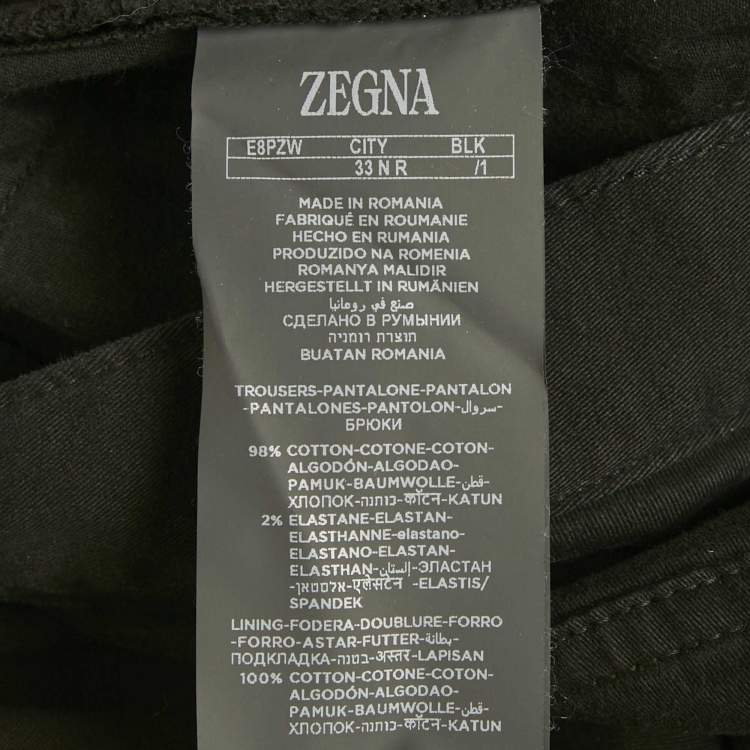 ZEGNA
E8PZW CITY BLK
33 N R /1
MADE IN ROMANIA
FABRIQUÉ EN ROUMANIE
HECHO EN RUMANIA
PRODUZIDO NA ROMENIA
ROMANYA MALIDIR
HERGESTELLT IN RUMÄNIEN
صنع في رومانيا
СДЕЛАНО В РУМЫНИИ
תוצרת רומניה
BUATAN ROMANIA
TROUSERS-PANTALONE-PANTALON
-PANTALONES-PANTOLON-سروال-
БРЮКИ
98% COTTON-COTONE-COTON-
ALGODÓN-ALGODAO-
PAMUK-BAUMWOLLE-قطن-
ХЛОПОК-כותנה-कॉटन-KATUN
2% ELASTANE-ELASTAN-
ELASTHANNE-elastano-
ELASTANO-ELASTAN-
ELASTHAN-إلستان-ЭЛАСТАН
-אלסטאן-एलेस्टेन -ELASTIS/
SPANDEK
LINING-FODERA-DOUBLURE-FORRO
-FORRO-ASTAR-FUTTER-بطانة-
ПОДКЛАДКА-בטנה-अस्तर-LAPISAN
100% COTTON-COTONE-COTON-
ALGODÓN-ALGODAO-
PAMUK-BAUMWOLLE-قطن-
ХЛОПОК-כותנה-कॉटन-KATUN